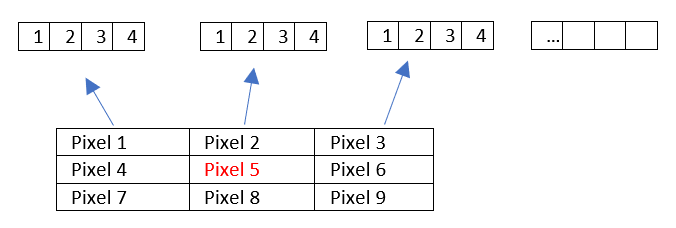 1 2 3 4 1 2 3 4 1 2 3 4 ...
Pixel 1 Pixel 2 Pixel 3
Pixel 4 Pixel 5 Pixel 6
Pixel 7 Pixel 8 Pixel 9